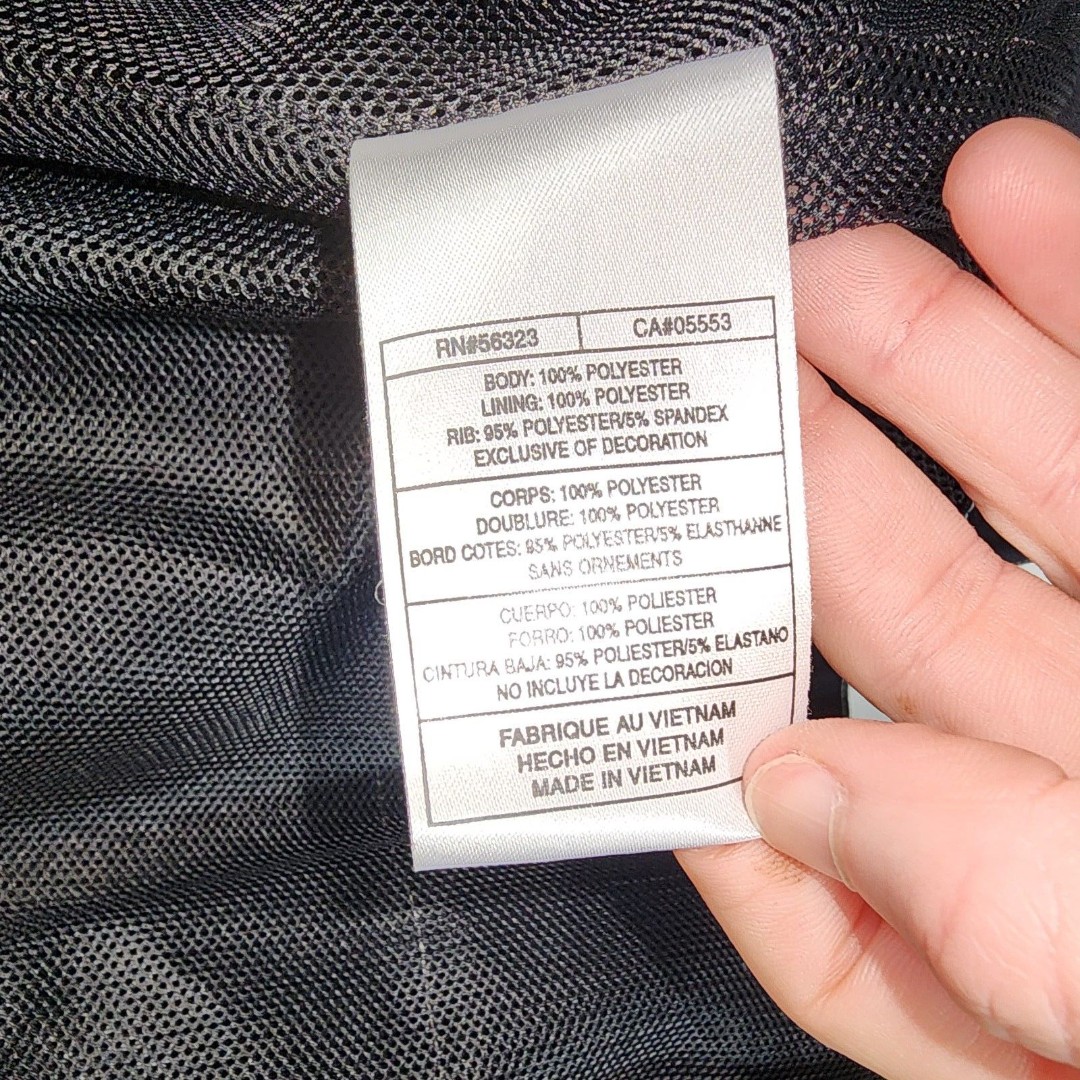 RN#56323 CA#05553
BODY: 100% POLYESTER
LINING: 100% POLYESTER
RIB: 95% POLYESTER/5% SPANDEX
EXCLUSIVE OF DECORATION
CORPS: 100% POLYESTER
DOUBLURE: 100% POLYESTER
BORD COTES: 95% POLYESTER/5% ELASTHANNE
SANS ORNEMENTS
CUERPO: 100% POLIESTER
FORRO: 100% POLIESTER
CINTURA BAJA: 95% POLIESTER/5% ELASTANO
NO INCLUYE LA DECORACION
FABRIQUE AU VIETNAM
HECHO EN VIETNAM
MADE IN VIETNAM